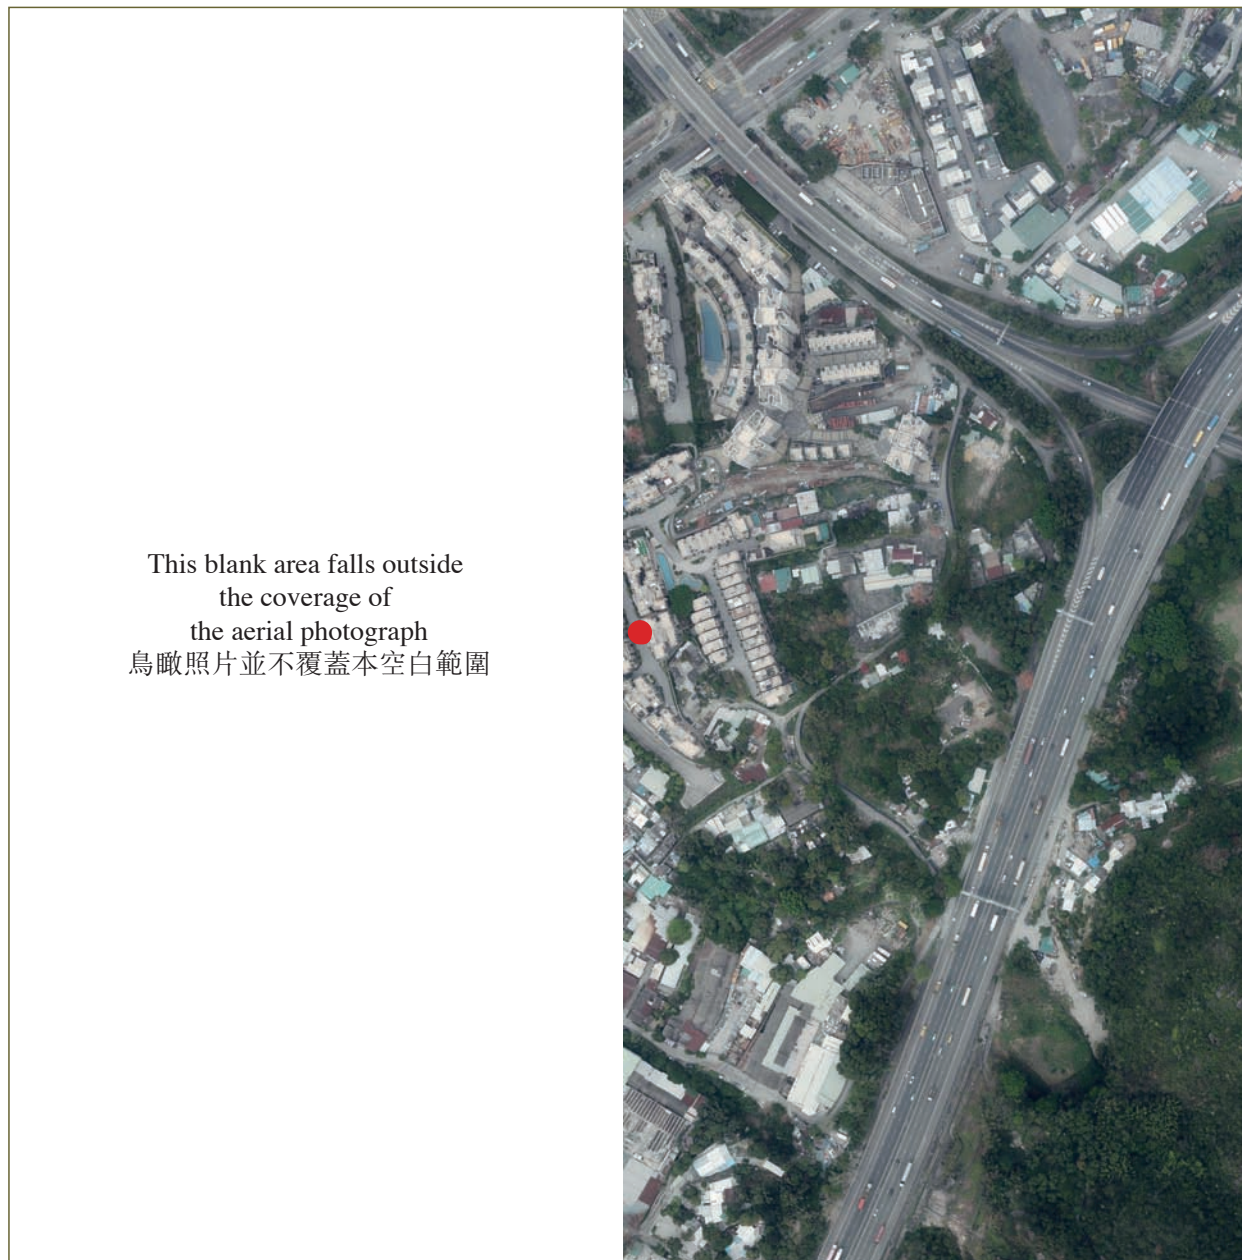 This blank area falls outside
the coverage of
the aerial photograph
鳥瞰照片並不覆蓋本空白範圍